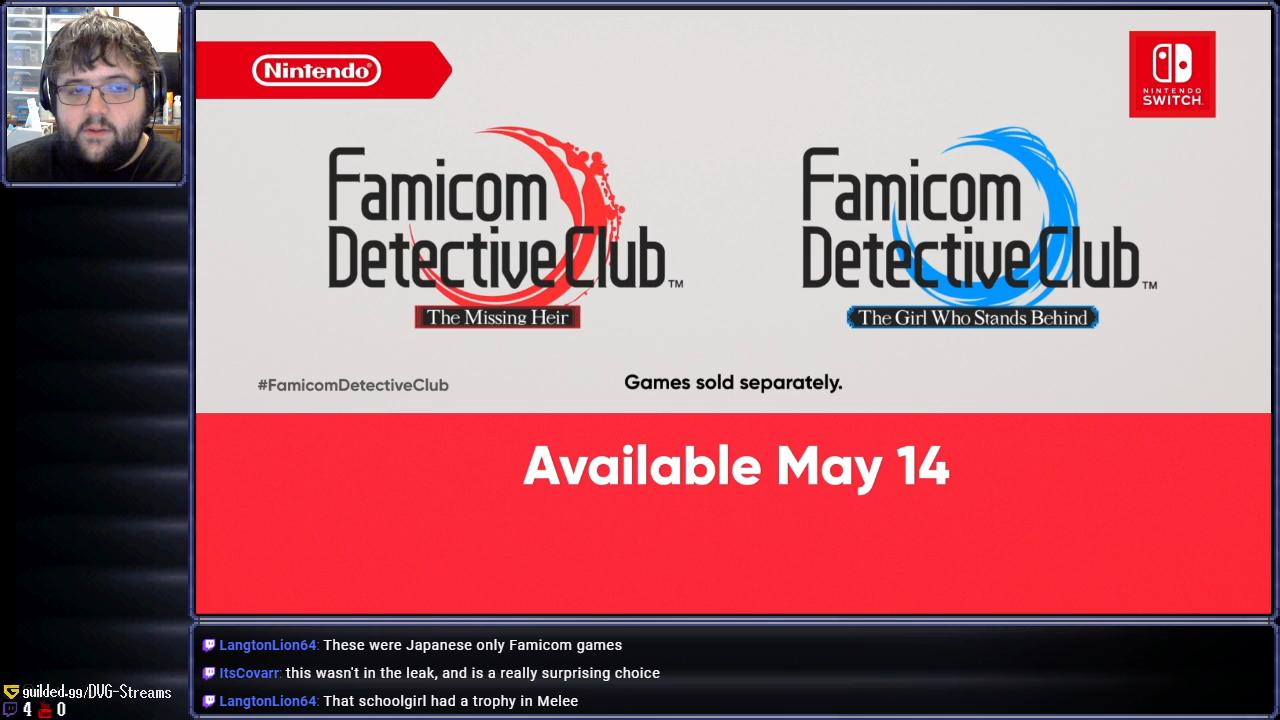 Nintendo
NINTENDO
SWITCH
Famicom
Detective Club™
The Missing Heir
Famicom
Detective Club™
The Girl Who Stands Behind
#FamicomDetectiveClub
Games sold separately.
Available May 14
LangtonLion64: These were Japanese only Famicom games
ItsCovarr: this wasn't in the leak, and is a really surprising choice
LangtonLion64: That schoolgirl had a trophy in Melee
guilded.gg/DVG-Streams
4 0